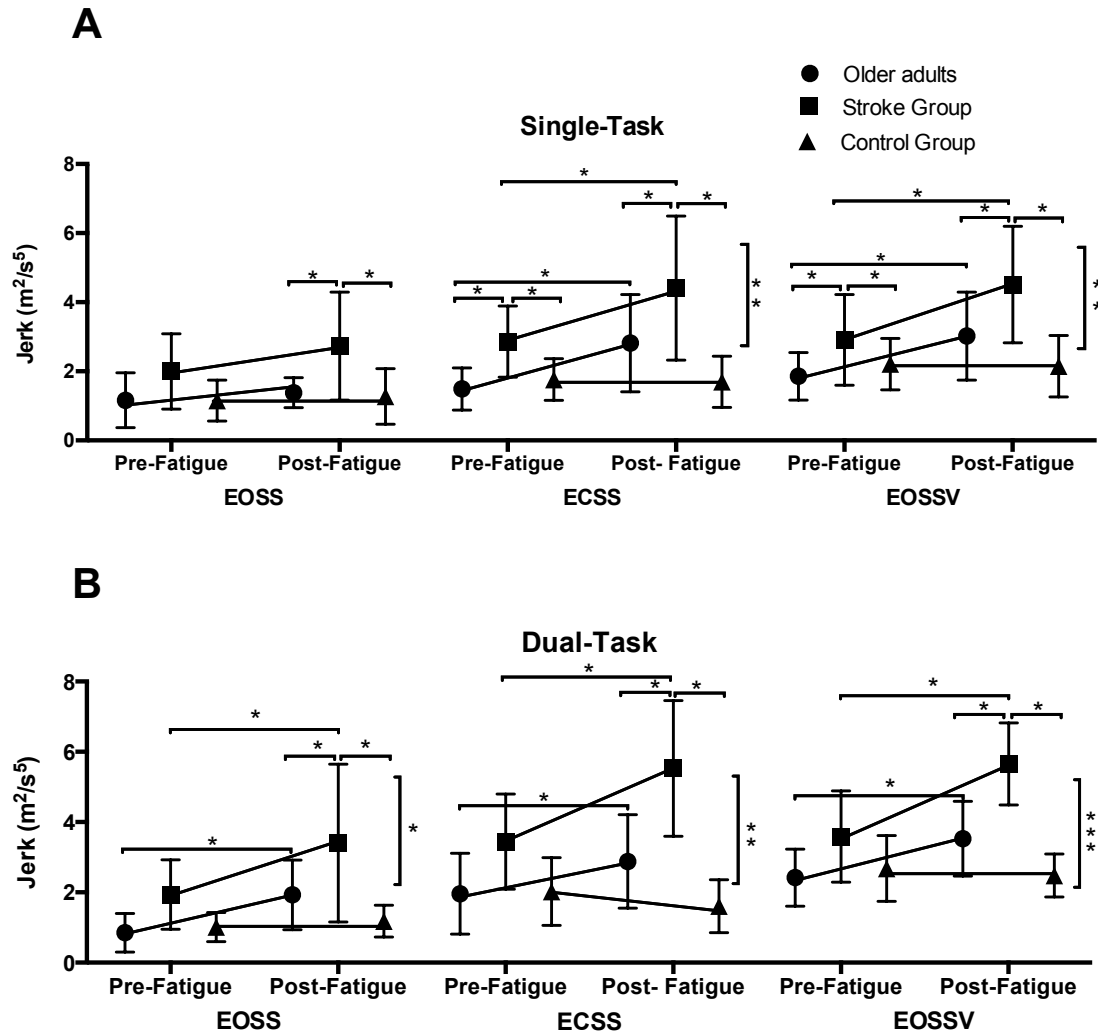 A
Older adults
Stroke Group
Control Group
Single-Task
Jerk (m²/s⁵)
8
6
4
2
0
* * * * * * * * * * * * * * * * * *
Pre-Fatigue Post-Fatigue Pre-Fatigue Post- Fatigue Pre-Fatigue Post-Fatigue
EOSS ECSS EOSSV
B
Dual-Task
Jerk (m²/s⁵)
8
6
4
2
0
* * * * * * * * * * * * * * * * * *
Pre-Fatigue Post-Fatigue Pre-Fatigue Post- Fatigue Pre-Fatigue Post-Fatigue
EOSS ECSS EOSSV